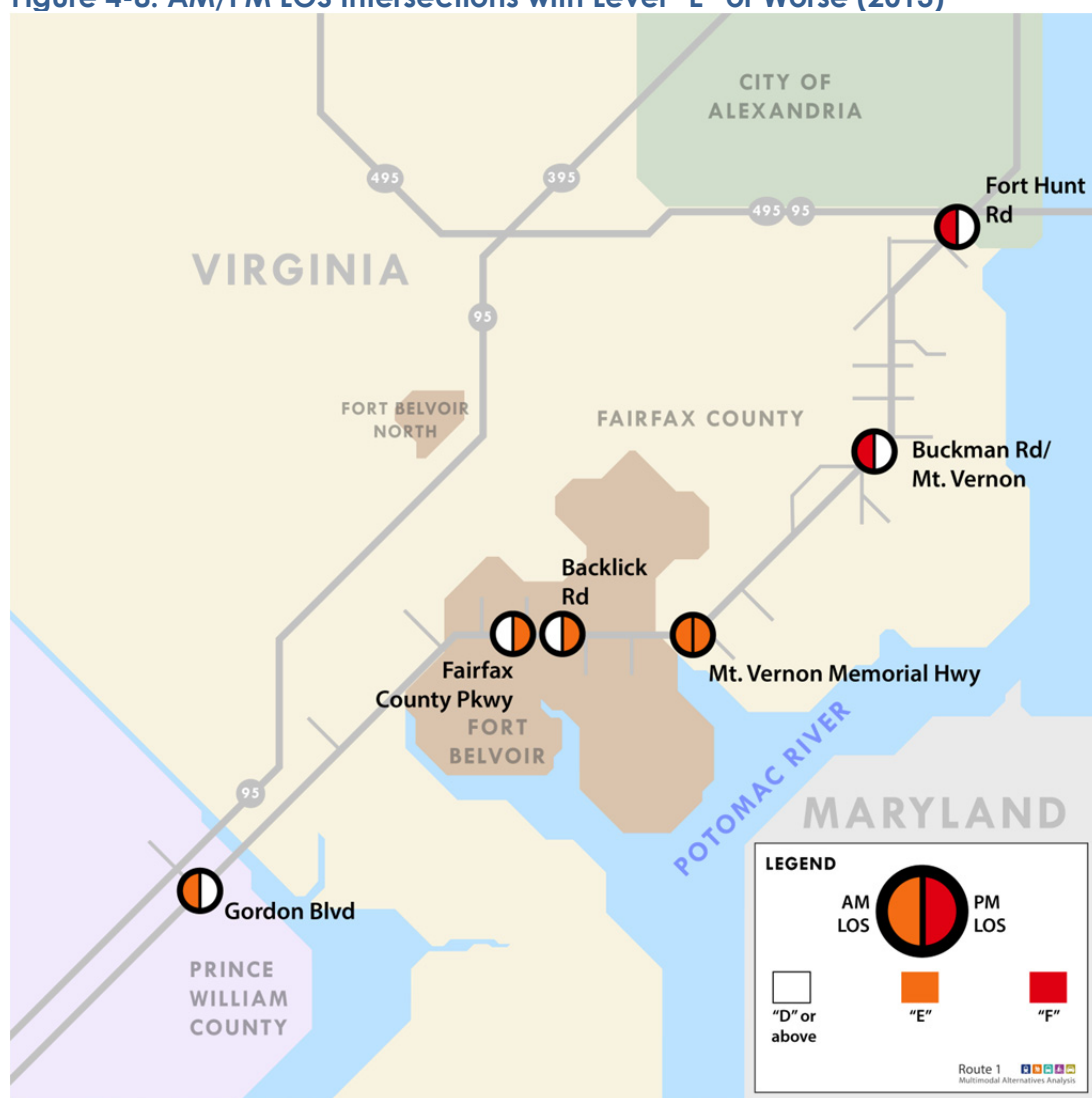 Figure 4-8: AM/PM LOS Intersections with Level "E" or Worse (2013)
CITY OF
ALEXANDRIA
495
395
495 95
Fort Hunt
Rd
VIRGINIA
95
FORT BELVOIR
NORTH
FAIRFAX COUNTY
Buckman Rd/
Mt. Vernon
Backlick
Rd
Fairfax
County Pkwy
Mt. Vernon Memorial Hwy
FORT
BELVOIR
POTOMAC RIVER
95
MARYLAND
Gordon Blvd
PRINCE
WILLIAM
COUNTY
LEGEND
AM
LOS
PM
LOS
"D" or
above
"E"
"F"
Route 1
Multimodal Alternatives Analysis